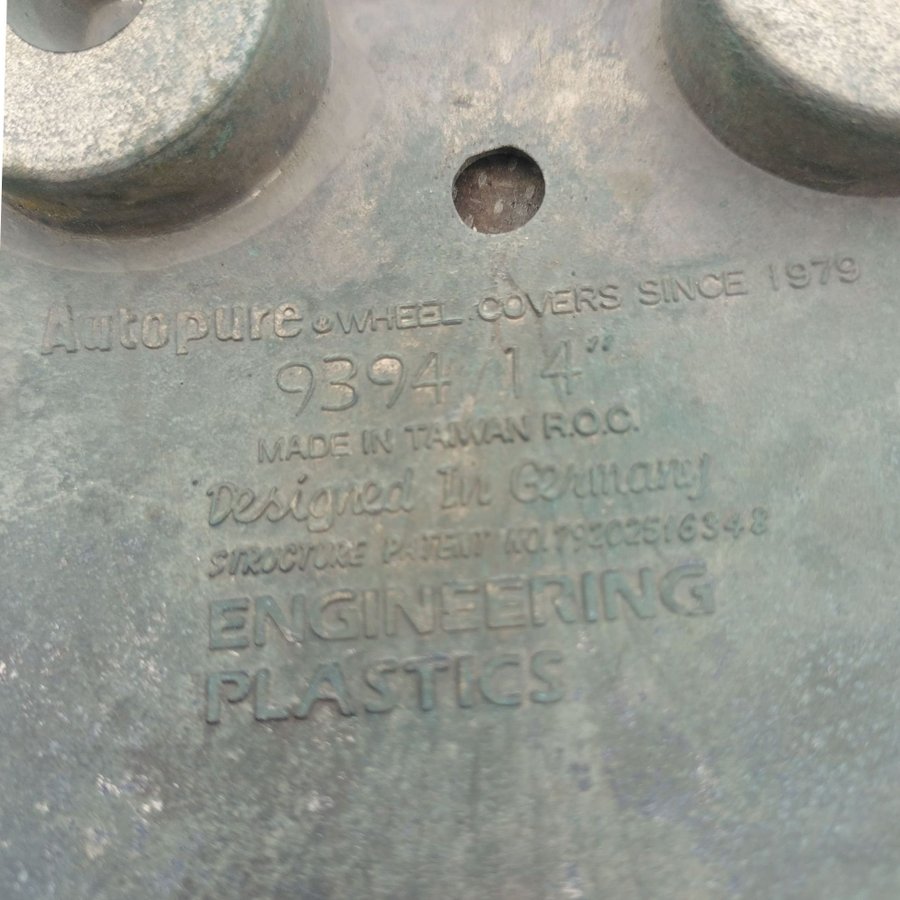 Autopure WHEEL COVERS SINCE 1979
9394 14"
MADE IN TAIWAN R.O.C.
Designed In Germany
STRUCTURE PATENT NO.79202516348
ENGINEERING
PLASTICS